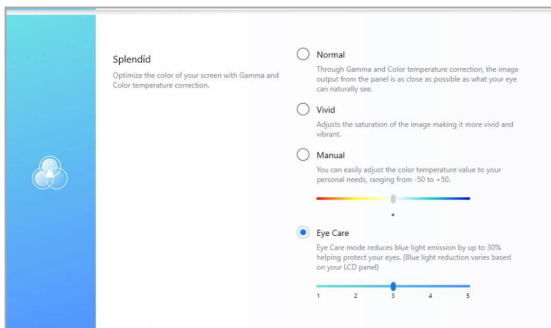 Splendid
Optimize the color of your screen with Gamma and
Color temperature correction.
Normal
Through Gamma and Color temperature correction, the image
output from the panel is as close as possible as what your eye
can naturally see.
Vivid
Adjusts the saturation of the image making it more vivid and
vibrant.
Manual
You can easily adjust the color temperature value to your
personal needs, ranging from -50 to +50.
Eye Care
Eye Care mode reduces blue light emission by up to 30%
helping protect your eyes. (Blue light reduction varies based
on your LCD panel)
1 2 3 4 5